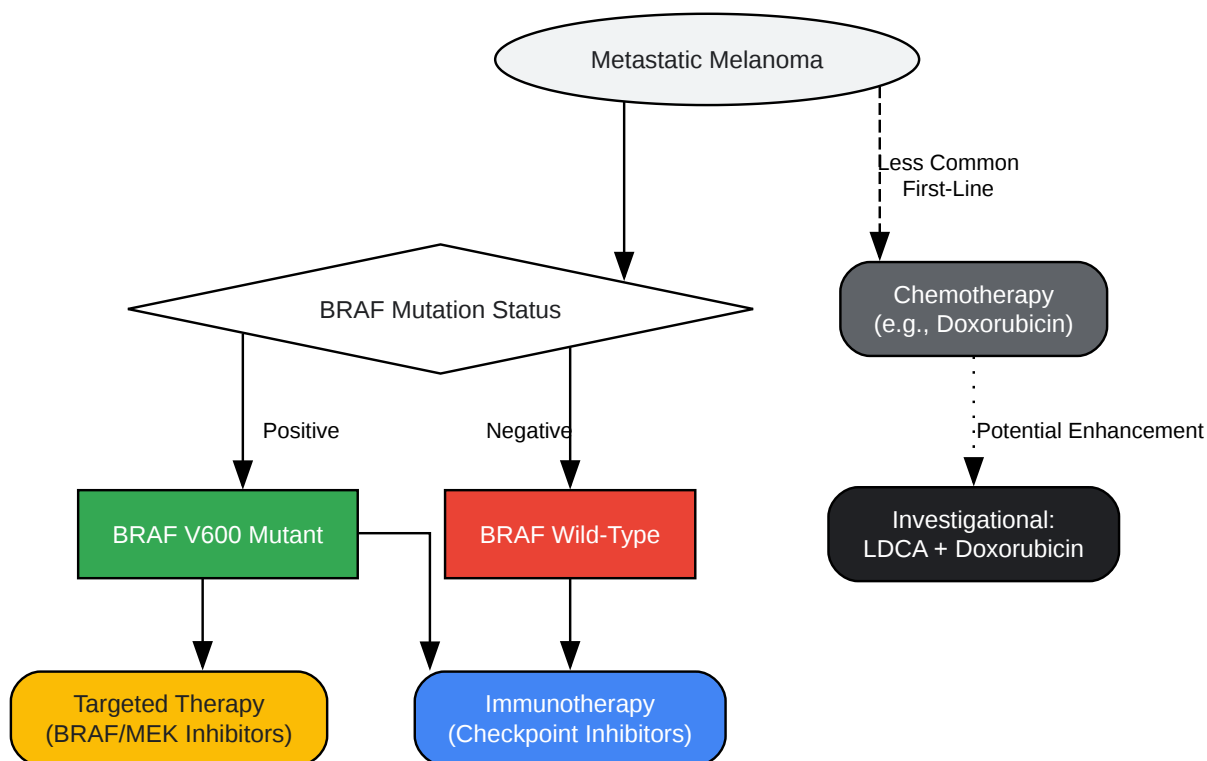 Metastatic Melanoma
Less Common
First-Line
BRAF Mutation Status
Chemotherapy
(e.g., Doxorubicin)
Positive
Negative
Potential Enhancement
BRAF V600 Mutant
BRAF Wild-Type
Investigational:
LDCA + Doxorubicin
Targeted Therapy
(BRAF/MEK Inhibitors)
Immunotherapy
(Checkpoint Inhibitors)